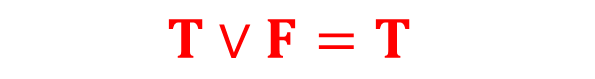 T ∨ F = T